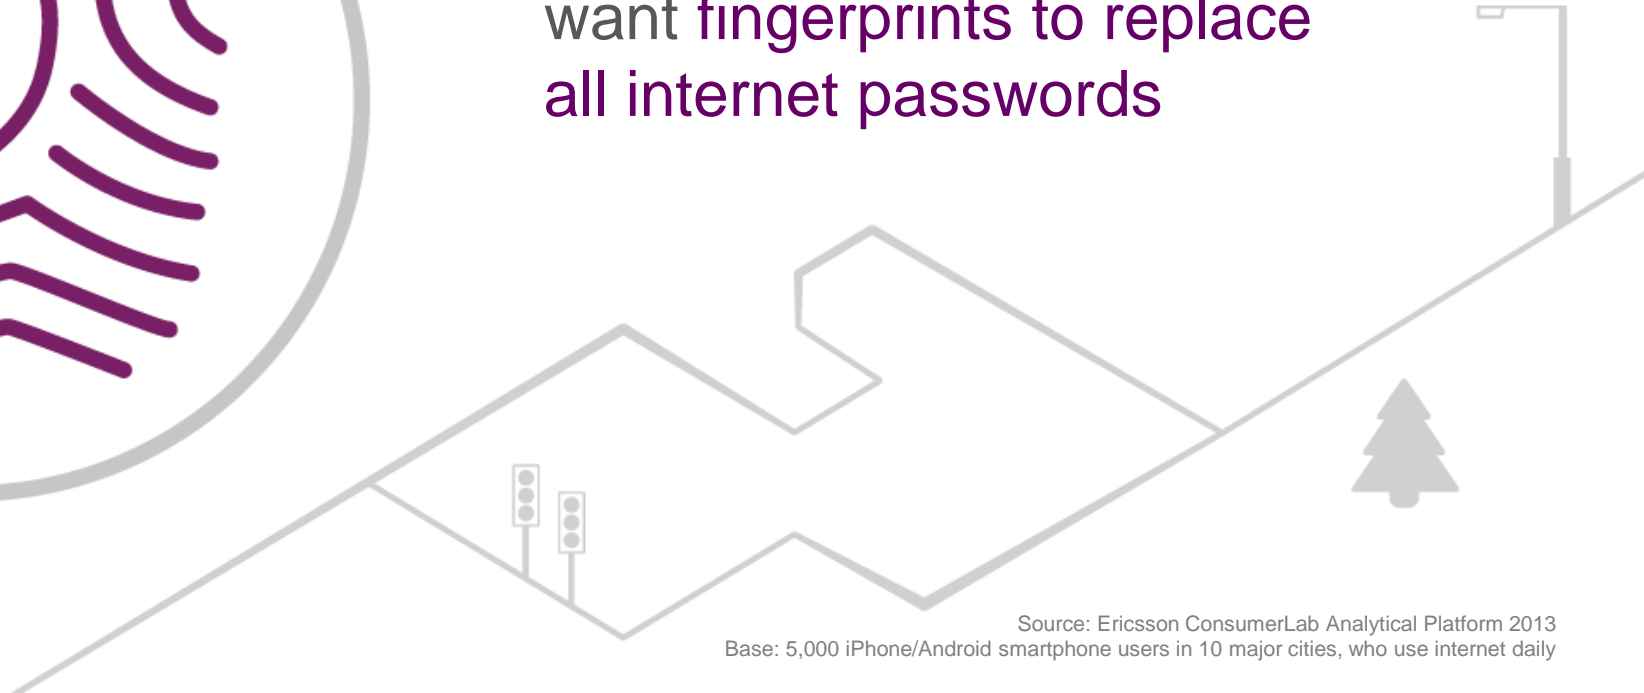 want fingerprints to replace
all internet passwords
Source: Ericsson ConsumerLab Analytical Platform 2013
Base: 5,000 iPhone/Android smartphone users in 10 major cities, who use internet daily